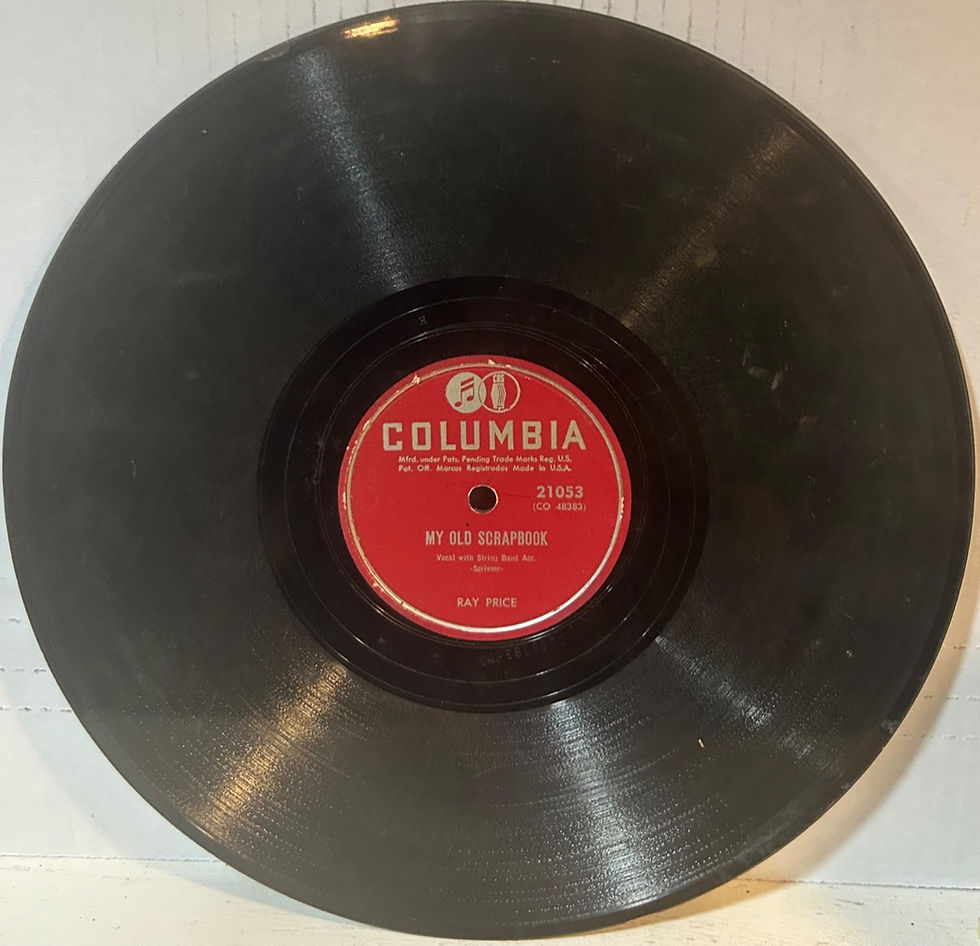 H
CBS
COLUMBIA
Mfrd. under Pats. Pending Trade Marks Reg. U.S.
Pat. Off. Marcas Registradas Made in U.S.A.
21053
(CO 48383)
MY OLD SCRAPBOOK
Vocal with String Band Acc.
-Scrivner-
RAY PRICE